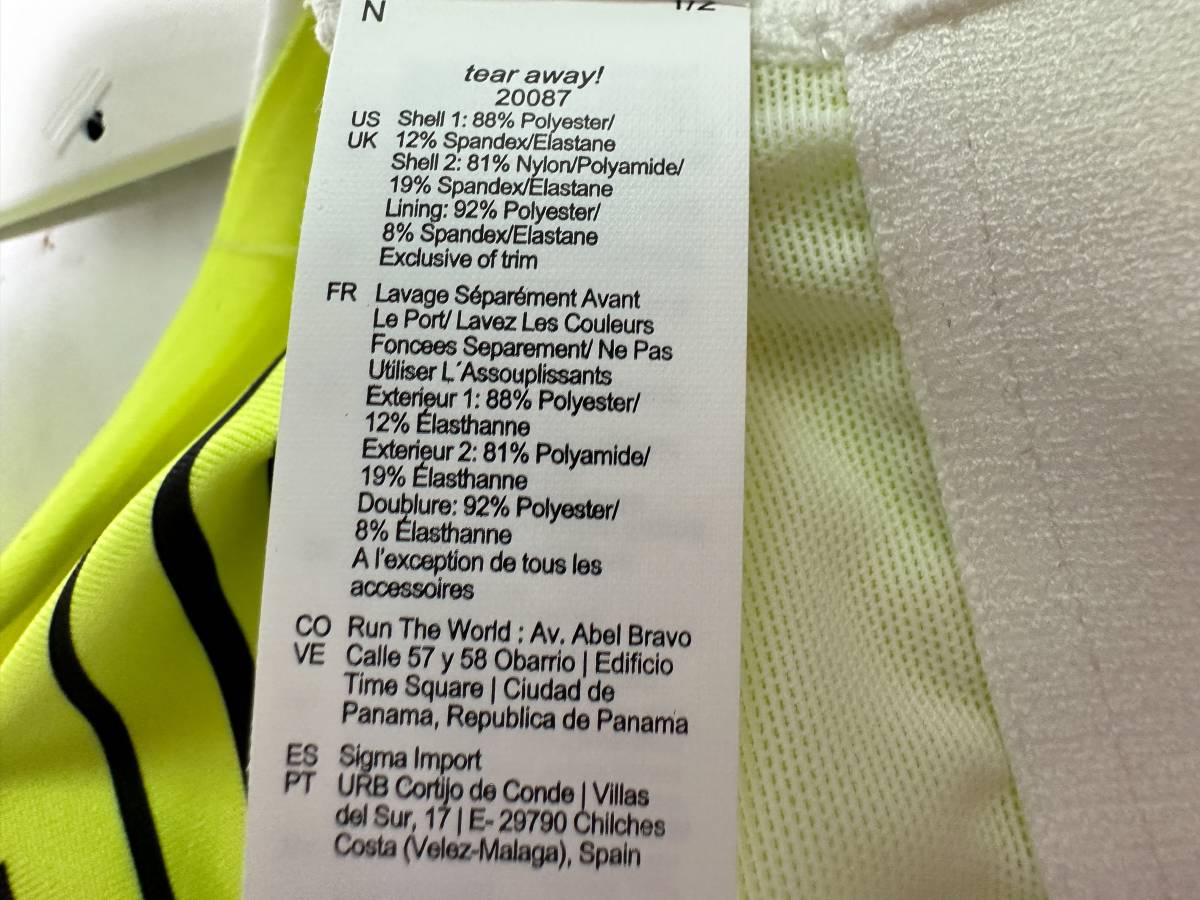 N 1/2
tear away!
20087
US Shell 1: 88% Polyester/
UK 12% Spandex/Elastane
Shell 2: 81% Nylon/Polyamide/
19% Spandex/Elastane
Lining: 92% Polyester/
8% Spandex/Elastane
Exclusive of trim
FR Lavage Séparément Avant
Le Port/ Lavez Les Couleurs
Foncees Separement/ Ne Pas
Utiliser L´Assouplissants
Exterieur 1: 88% Polyester/
12% Élasthanne
Exterieur 2: 81% Polyamide/
19% Élasthanne
Doublure: 92% Polyester/
8% Élasthanne
A l'exception de tous les
accessoires
CO Run The World : Av. Abel Bravo
VE Calle 57 y 58 Obarrio | Edificio
Time Square | Ciudad de
Panama, Republica de Panama
ES Sigma Import
PT URB Cortijo de Conde | Villas
del Sur, 17 | E- 29790 Chilches
Costa (Velez-Malaga), Spain